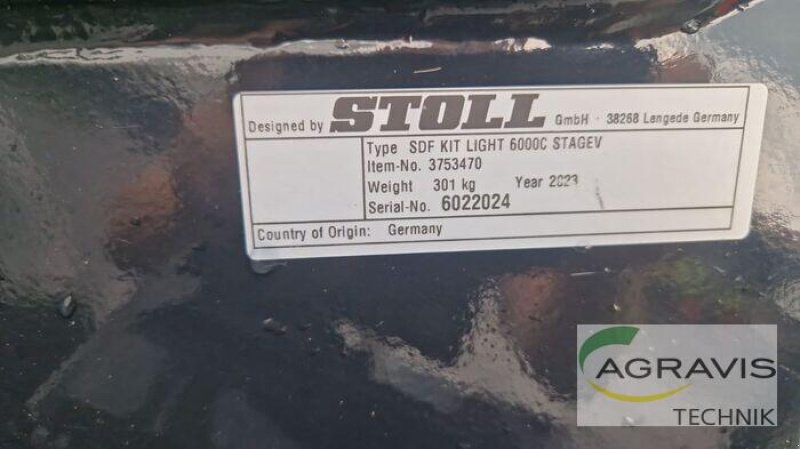 Designed by STOLL GmbH · 38268 Lengede Germany
Type SDF KIT LIGHT 6000C STAGEV
Item-No. 3753470
Weight 301 kg Year 2023
Serial-No. 6022024
Country of Origin: Germany
AGRAVIS
TECHNIK